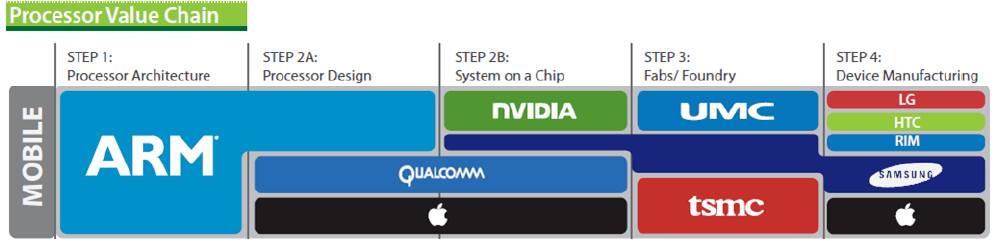 Processor Value Chain
STEP 1:
Processor Architecture
STEP 2A:
Processor Design
STEP 2B:
System on a Chip
STEP 3:
Fabs/ Foundry
STEP 4:
Device Manufacturing
MOBILE
ARM
NVIDIA
QUALCOMM
UMC
tsmc
LG
HTC
RIM
SAMSUNG